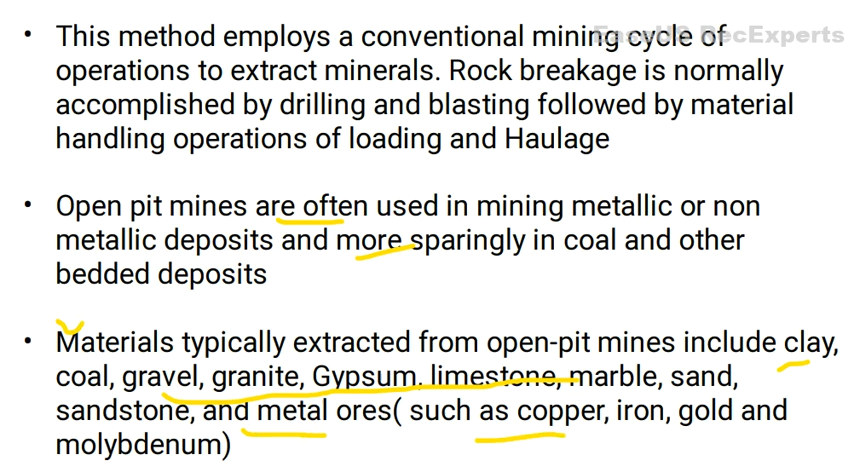 EaseUS RecExperts
• This method employs a conventional mining cycle of
operations to extract minerals. Rock breakage is normally
accomplished by drilling and blasting followed by material
handling operations of loading and Haulage
• Open pit mines are often used in mining metallic or non
metallic deposits and more sparingly in coal and other
bedded deposits
• Materials typically extracted from open-pit mines include clay,
coal, gravel, granite, Gypsum, limestone, marble, sand,
sandstone, and metal ores( such as copper, iron, gold and
molybdenum)